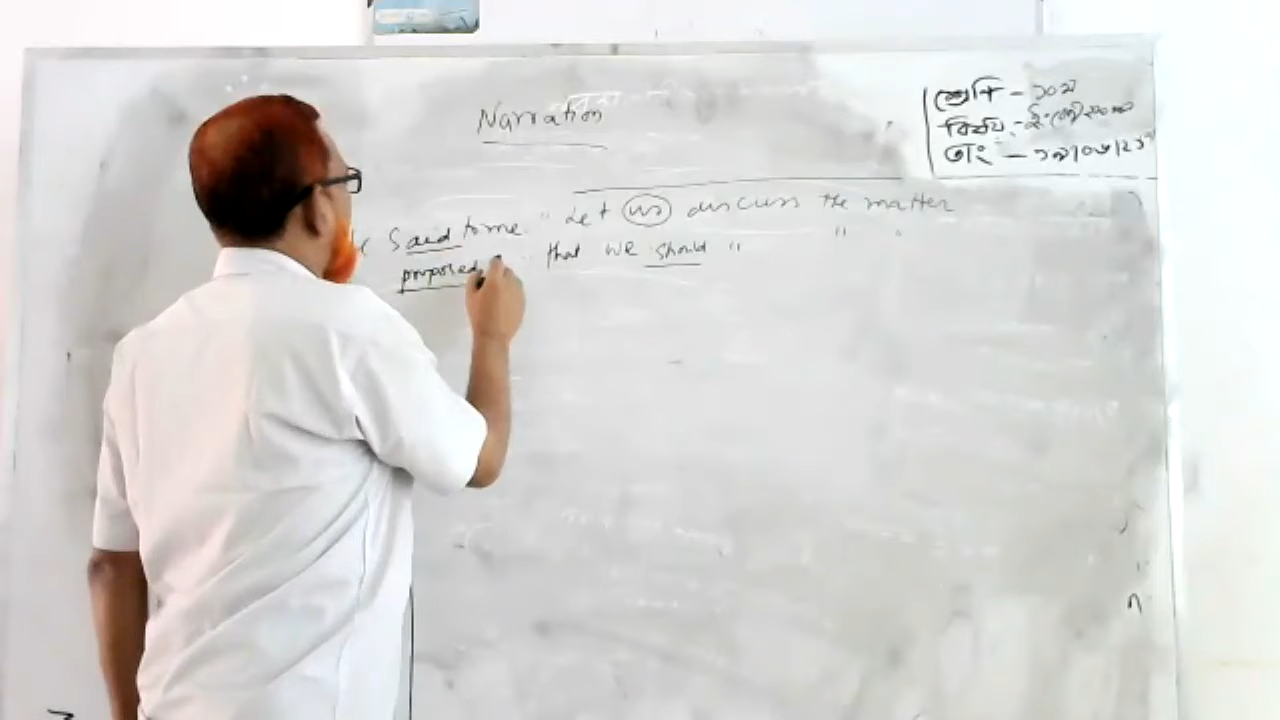 Narration
শ্রেণি - ১০ম
বিষয় -
তাং -
Said to me. " Let us discuss the matter
proposed that we should " " "